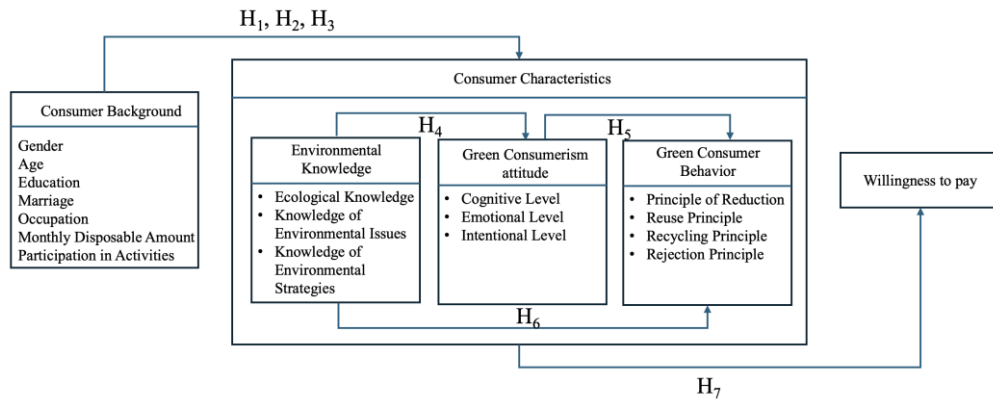 H1, H2, H3
Consumer Characteristics
Consumer Background
Gender
Age
Education
Marriage
Occupation
Monthly Disposable Amount
Participation in Activities
H4
H5
Environmental
Knowledge
• Ecological Knowledge
• Knowledge of
Environmental Issues
• Knowledge of
Environmental
Strategies
Green Consumerism
attitude
• Cognitive Level
• Emotional Level
• Intentional Level
Green Consumer
Behavior
• Principle of Reduction
• Reuse Principle
• Recycling Principle
• Rejection Principle
Willingness to pay
H6
H7